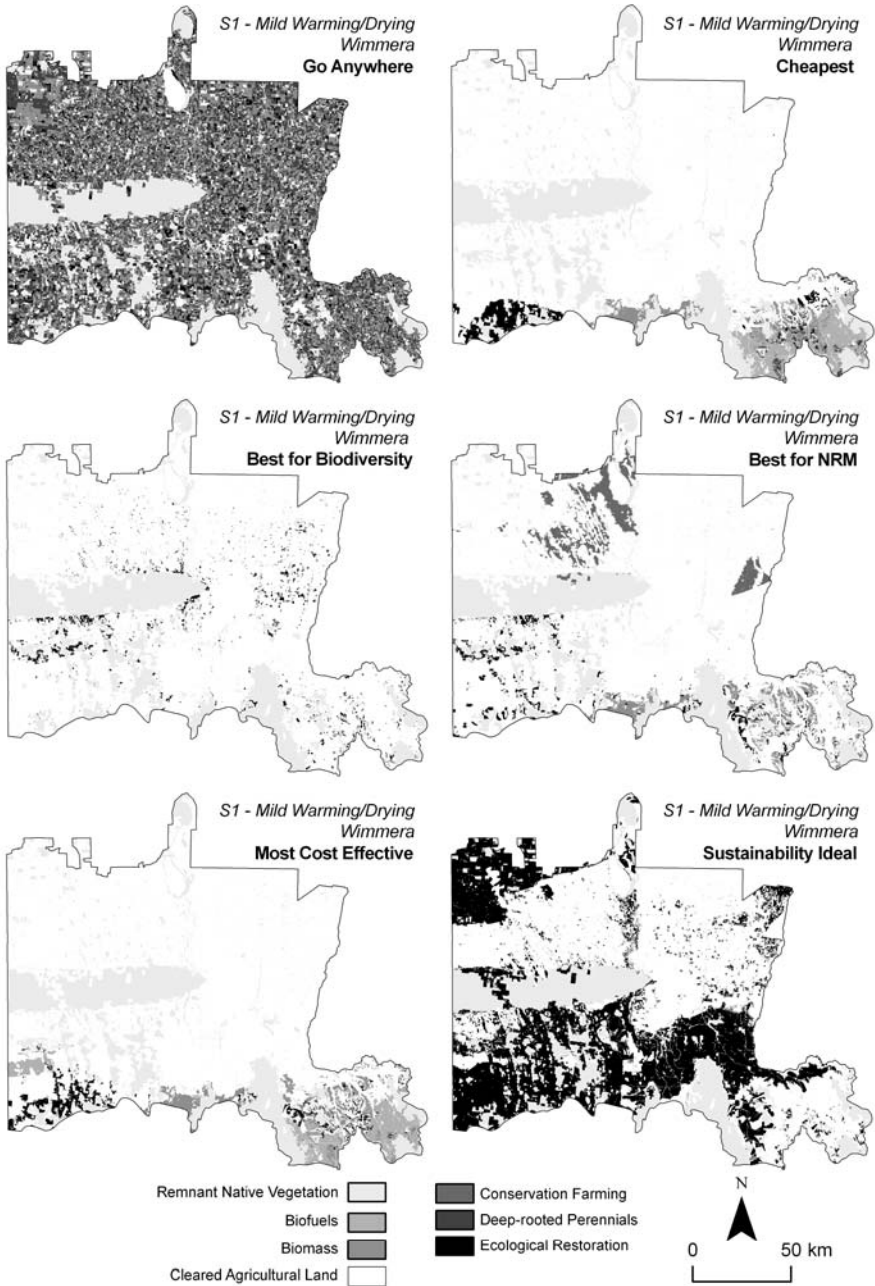 S1 - Mild Warming/Drying
Wimmera
Go Anywhere
S1 - Mild Warming/Drying
Wimmera
Cheapest
S1 - Mild Warming/Drying
Wimmera
Best for Biodiversity
S1 - Mild Warming/Drying
Wimmera
Best for NRM
S1 - Mild Warming/Drying
Wimmera
Most Cost Effective
S1 - Mild Warming/Drying
Wimmera
Sustainability Ideal
Remnant Native Vegetation
Biofuels
Biomass
Cleared Agricultural Land
Conservation Farming
Deep-rooted Perennials
Ecological Restoration
N
0 50 km